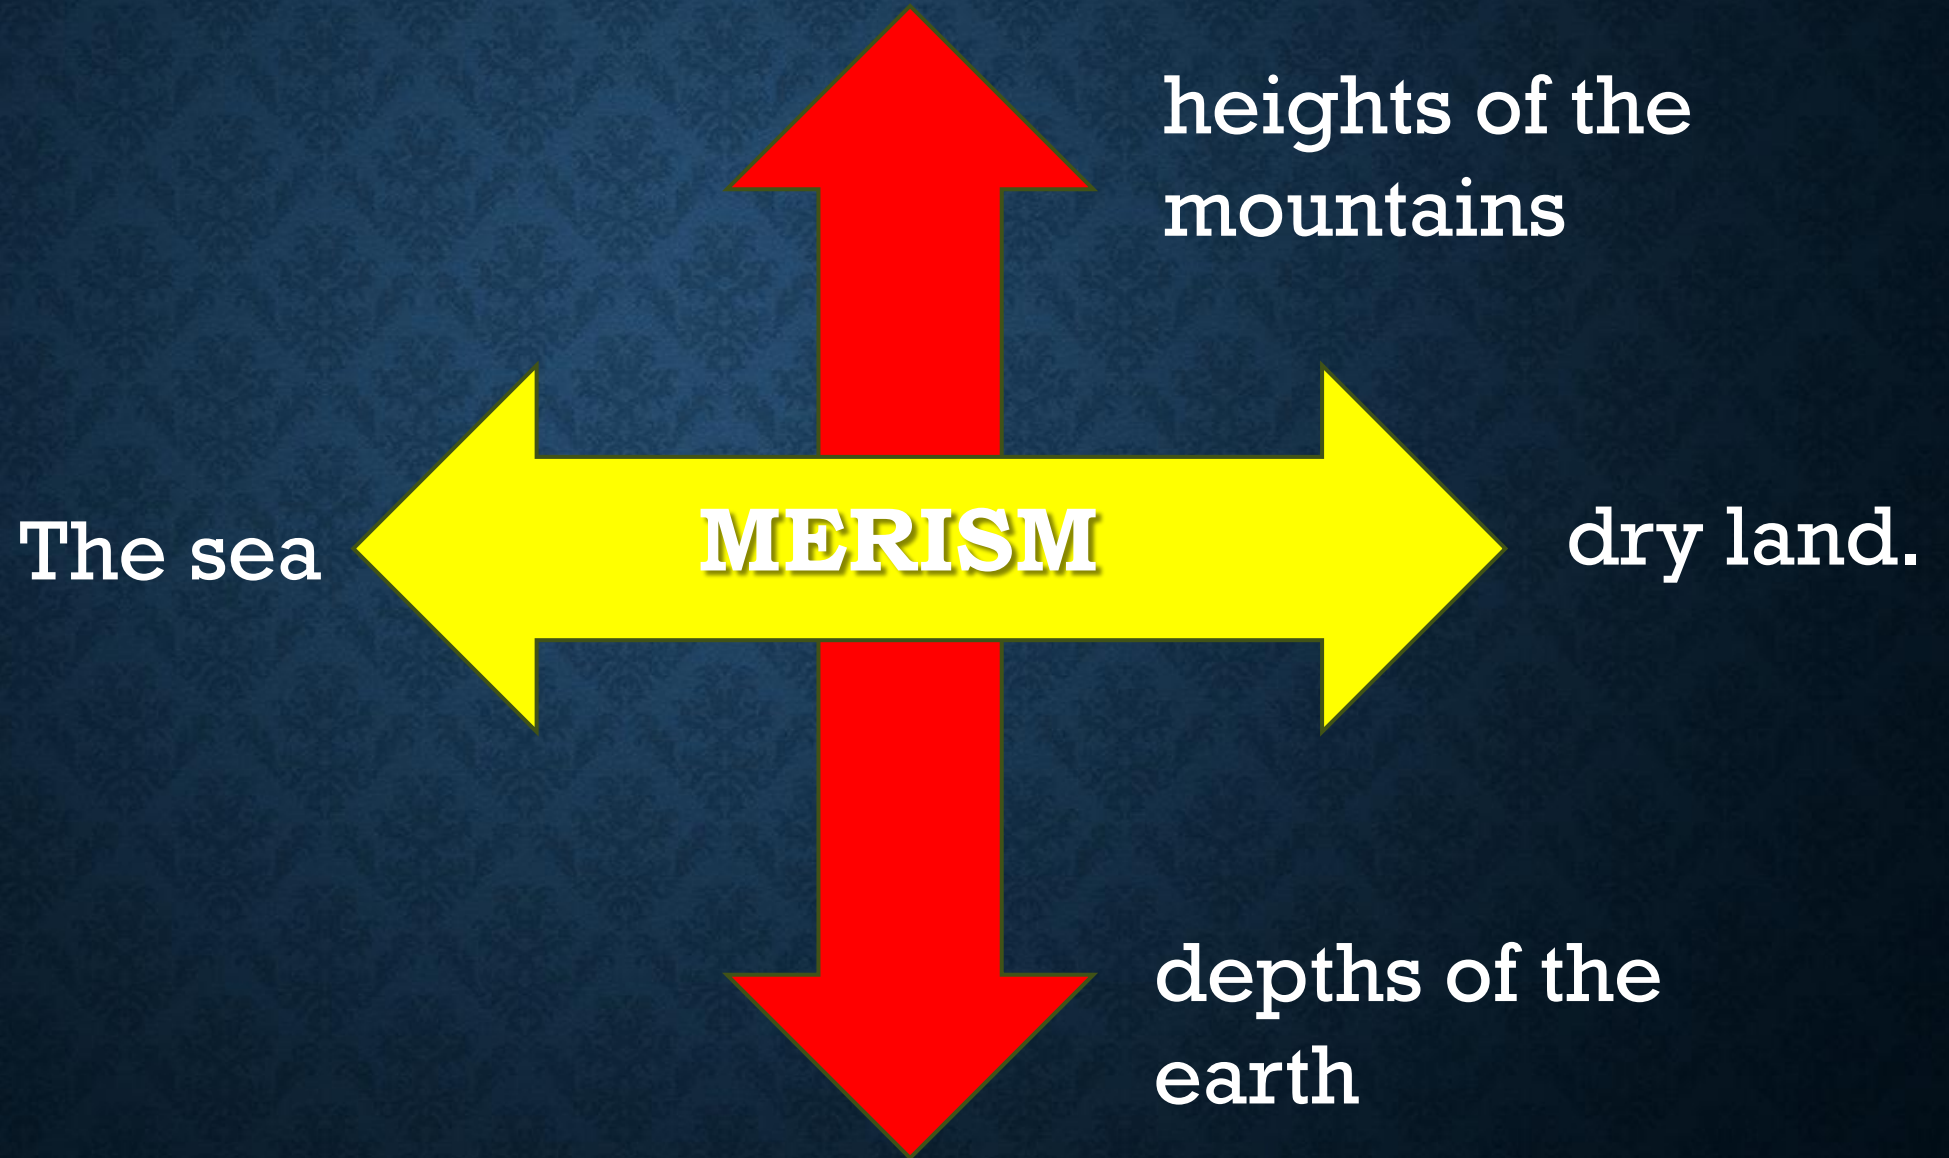 heights of the
mountains
The sea
MERISM
dry land.
depths of the
earth